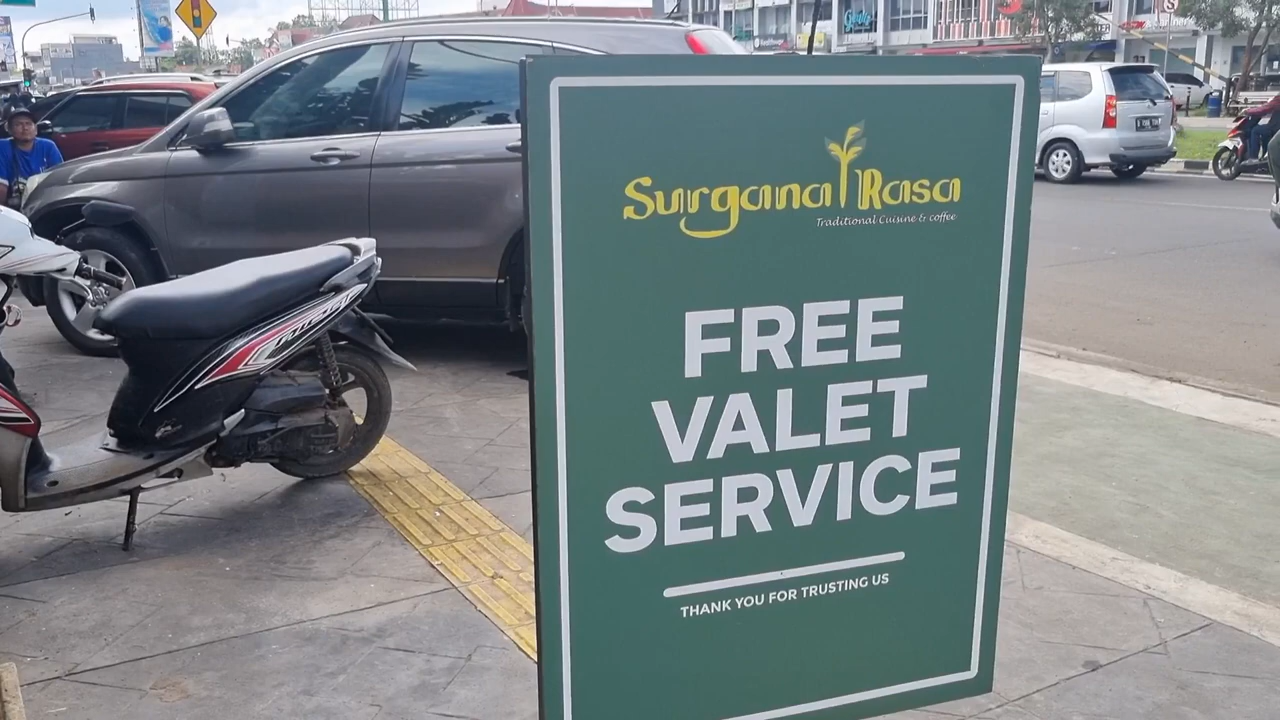 Surgana Rasa
Traditional Cuisine & coffee
FREE
VALET
SERVICE
THANK YOU FOR TRUSTING US